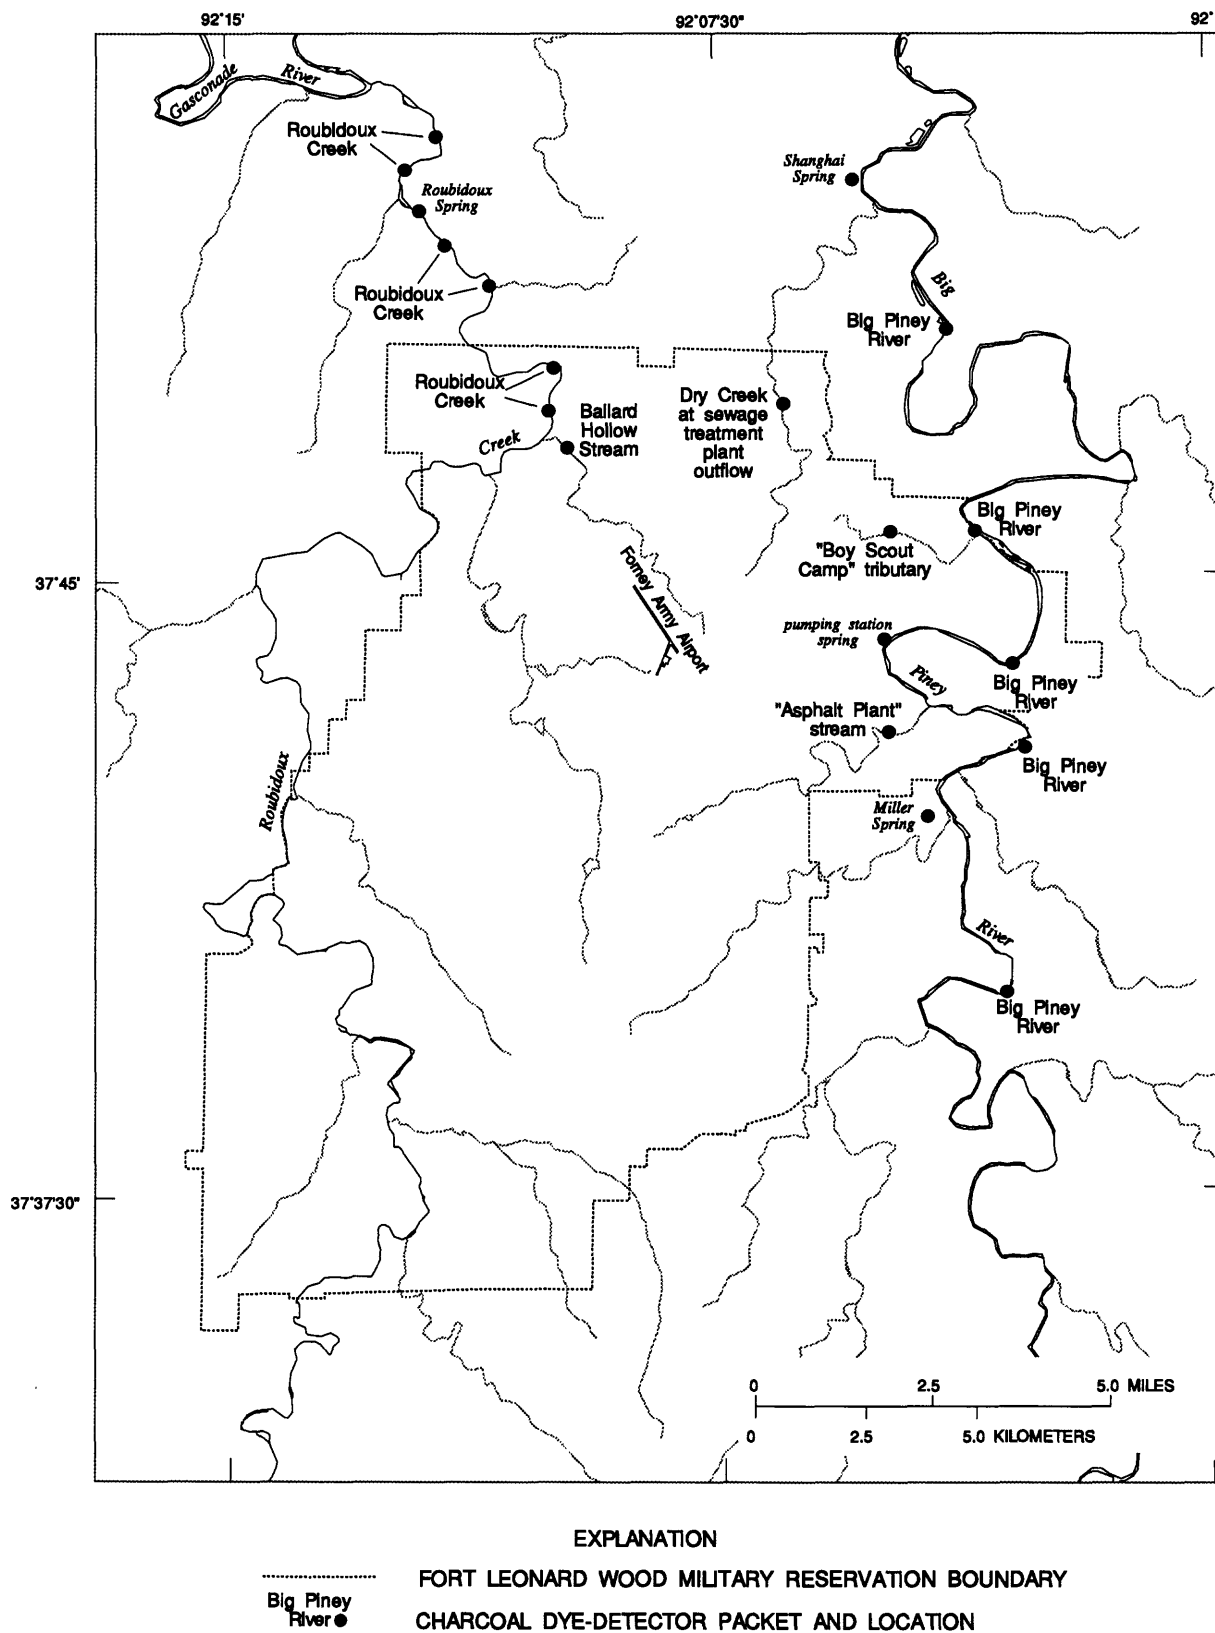 92°15'
92°07'30"
92°
Gasconade
River
Roubidoux
Creek
Roubidoux
Spring
Shanghai
Spring
Roubidoux
Creek
Big
Big Piney
River
Roubidoux
Creek
Creek
Ballard
Hollow
Stream
Dry Creek
at sewage
treatment
plant
outflow
Big Piney
River
"Boy Scout
Camp" tributary
37°45'
Forney Army Airport
pumping station
spring
Piney
Big Piney
River
"Asphalt Plant"
stream
Big Piney
River
Roubidoux
Miller
Spring
River
Big Piney
River
37°37'30"
0 2.5 5.0 MILES
0 2.5 5.0 KILOMETERS
EXPLANATION
FORT LEONARD WOOD MILITARY RESERVATION BOUNDARY
Big Piney
River
CHARCOAL DYE-DETECTOR PACKET AND LOCATION